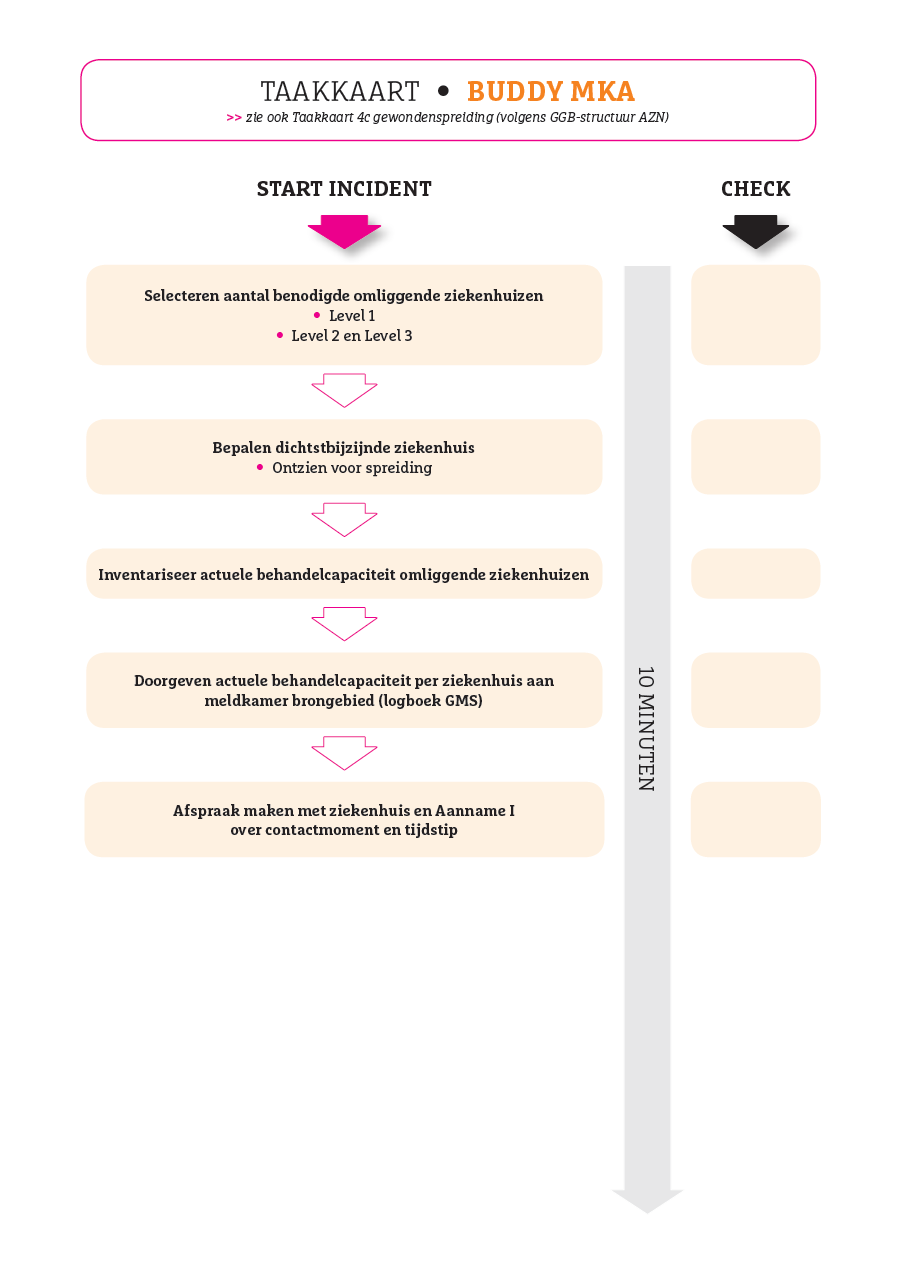 TAAKKAART • BUDDY MKA
>> zie ook Taakkaart 4c gewondenspreiding (volgens GGB-structuur AZN)
START INCIDENT
CHECK
Selecteren aantal benodigde omliggende ziekenhuizen
• Level 1
• Level 2 en Level 3
Bepalen dichtstbijzijnde ziekenhuis
• Ontzien voor spreiding
Inventariseer actuele behandelcapaciteit omliggende ziekenhuizen
Doorgeven actuele behandelcapaciteit per ziekenhuis aan
meldkamer brongebied (logboek GMS)
Afspraak maken met ziekenhuis en Aanname I
over contactmoment en tijdstip
10 MINUTEN